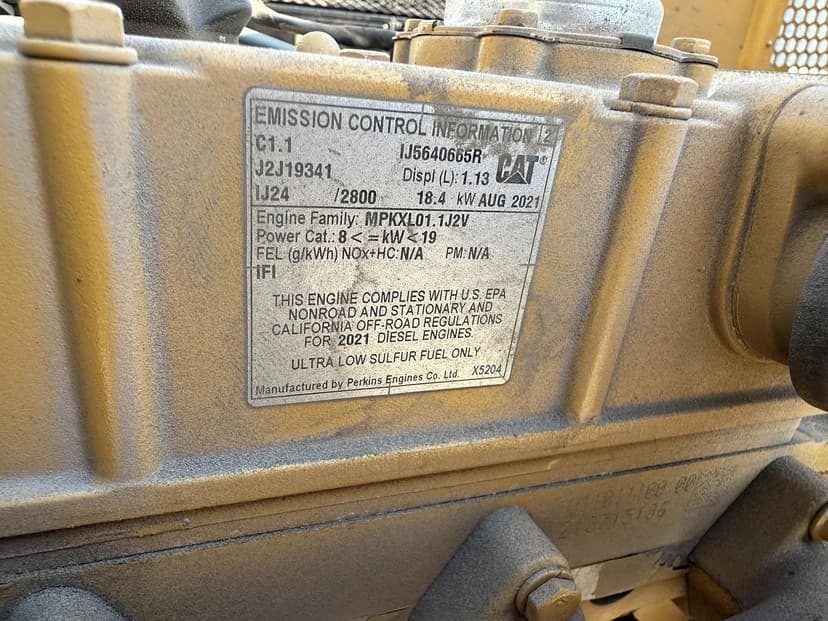 EMISSION CONTROL INFORMATION 2
C1.1 IJ5640665R CAT®
J2J19341 Displ (L): 1.13
IJ24 /2800 18.4 kW AUG 2021
Engine Family: MPKXL01.1J2V
Power Cat.: 8 < = kW < 19
FEL (g/kWh) NOx+HC: N/A PM: N/A
IFI
THIS ENGINE COMPLIES WITH U.S. EPA
NONROAD AND STATIONARY AND
CALIFORNIA OFF-ROAD REGULATIONS
FOR 2021 DIESEL ENGINES.
ULTRA LOW SULFUR FUEL ONLY
Manufactured by Perkins Engines Co. Ltd. X5204